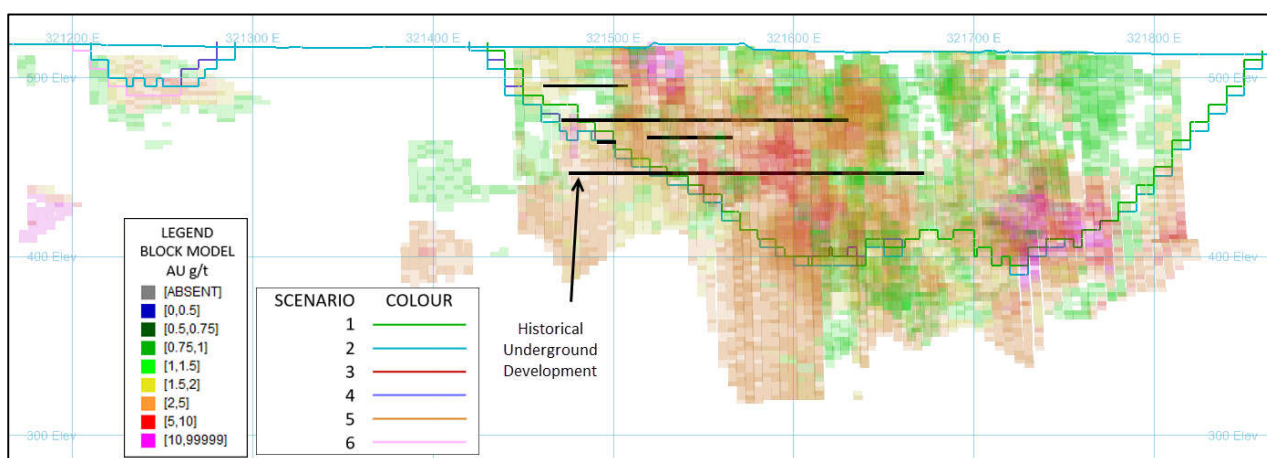 321200 E 321300 E 321400 E 321500 E 321600 E 321700 E 321800 E
500 Elev 500 Elev
400 Elev 400 Elev
300 Elev 300 Elev
LEGEND
BLOCK MODEL
AU g/t
[ABSENT]
[0,0.5]
[0.5,0.75]
[0.75,1]
[1,1.5]
[1.5,2]
[2,5]
[5,10]
[10,99999]
SCENARIO COLOUR
1
2
3
4
5
6
Historical
Underground
Development